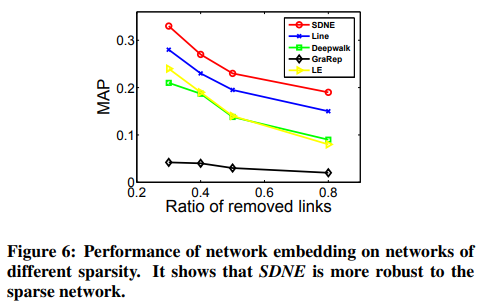 SDNE
Line
Deepwalk
GraRep
LE
0.3
0.2
0.1
0
MAP
0.2 0.4 0.6 0.8 1
Ratio of removed links
Figure 6: Performance of network embedding on networks of
different sparsity. It shows that SDNE is more robust to the
sparse network.